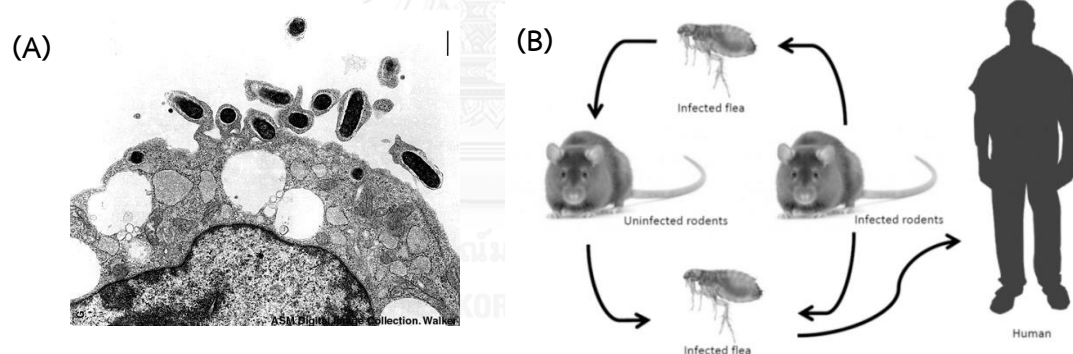 (A)
(B)
Infected flea
Uninfected rodents
Infected rodents
Infected flea
Human
ASM Digital Image Collection. Walker